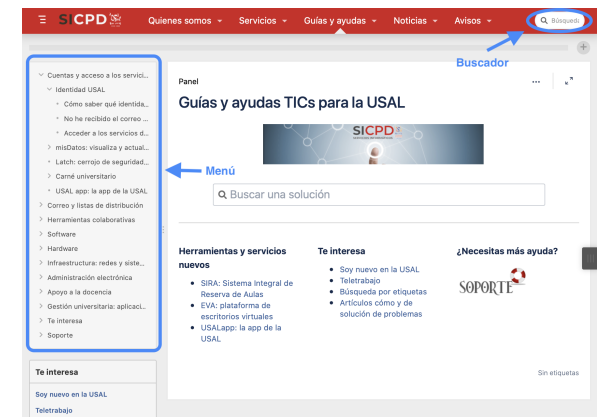 SICPD
Quienes somos
Servicios
Guías y ayudas
Noticias
Avisos
Búsqueda
Buscador
Cuentas y acceso a los servici...
Identidad USAL
Cómo saber qué identida...
No he recibido el correo ...
Acceder a los servicios d...
misDatos: visualiza y actual...
Latch: cerrojo de seguridad...
Carné universitario
USAL app: la app de la USAL
Correo y listas de distribución
Herramientas colaborativas
Software
Hardware
Infraestructura: redes y siste...
Administración electrónica
Apoyo a la docencia
Gestión universitaria: aplicaci...
Te interesa
Soporte
Menú
Te interesa
Soy nuevo en la USAL
Teletrabajo
Panel
Guías y ayudas TICs para la USAL
SICPD
Buscar una solución
Herramientas y servicios
nuevos
SIRA: Sistema Integral de
Reserva de Aulas
EVA: plataforma de
escritorios virtuales
USALapp: la app de la
USAL
Te interesa
Soy nuevo en la USAL
Teletrabajo
Búsqueda por etiquetas
Artículos cómo y de
solución de problemas
¿Necesitas más ayuda?
SOPORTE
Sin etiquetas